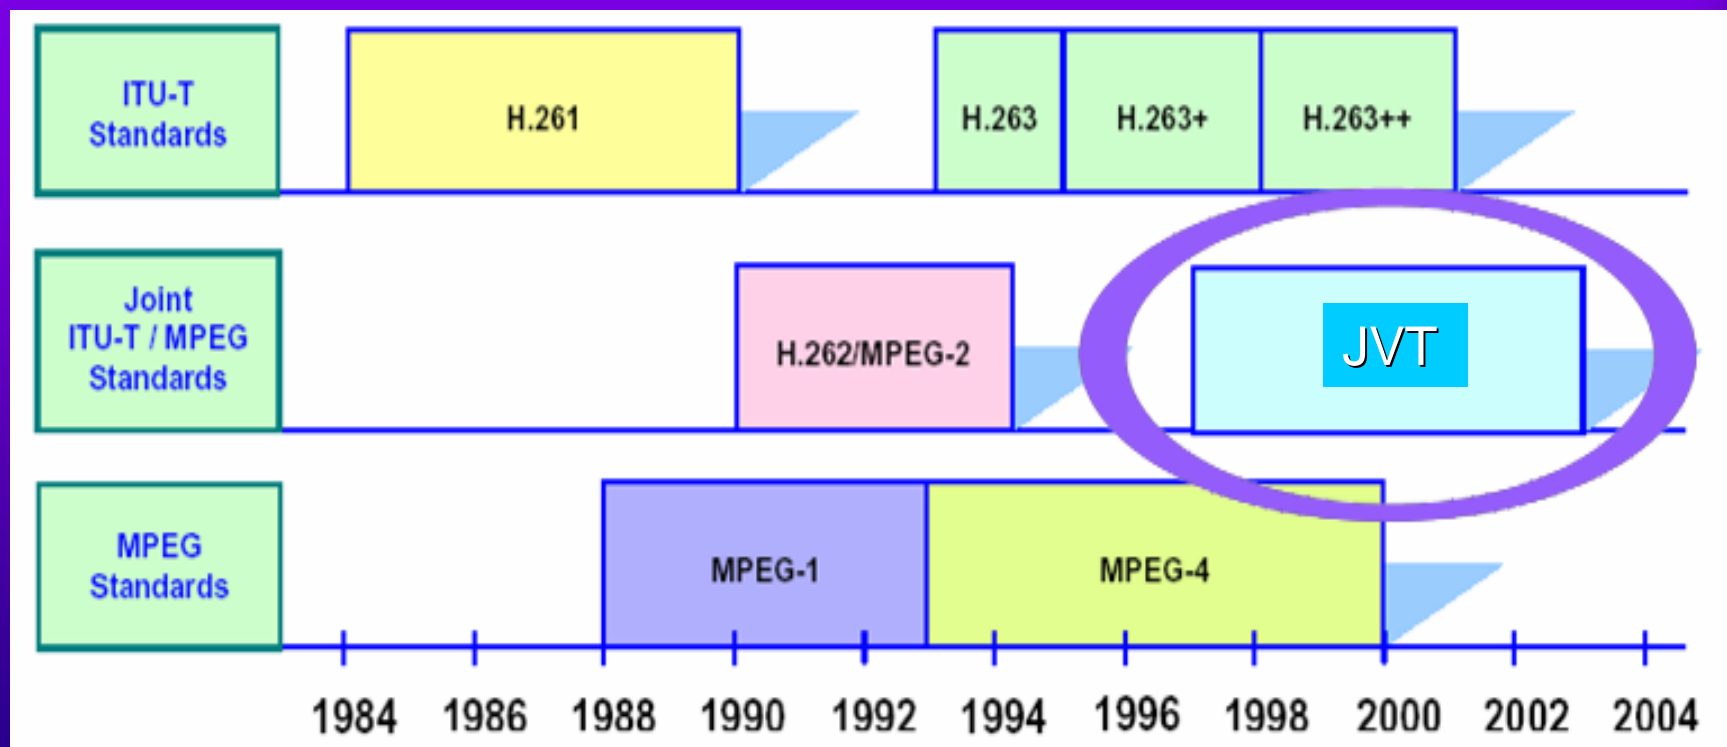 ITU-T
Standards
H.261
H.263
H.263+
H.263++
Joint
ITU-T / MPEG
Standards
H.262/MPEG-2
JVT
MPEG
Standards
MPEG-1
MPEG-4
1984 1986 1988 1990 1992 1994 1996 1998 2000 2002 2004